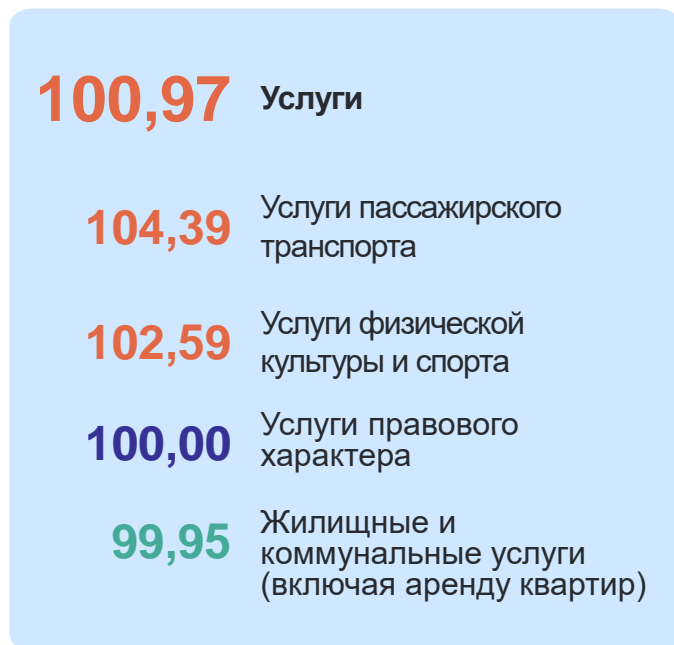 100,97 Услуги
104,39 Услуги пассажирского
транспорта
102,59 Услуги физической
культуры и спорта
100,00 Услуги правового
характера
99,95 Жилищные и
коммунальные услуги
(включая аренду квартир)